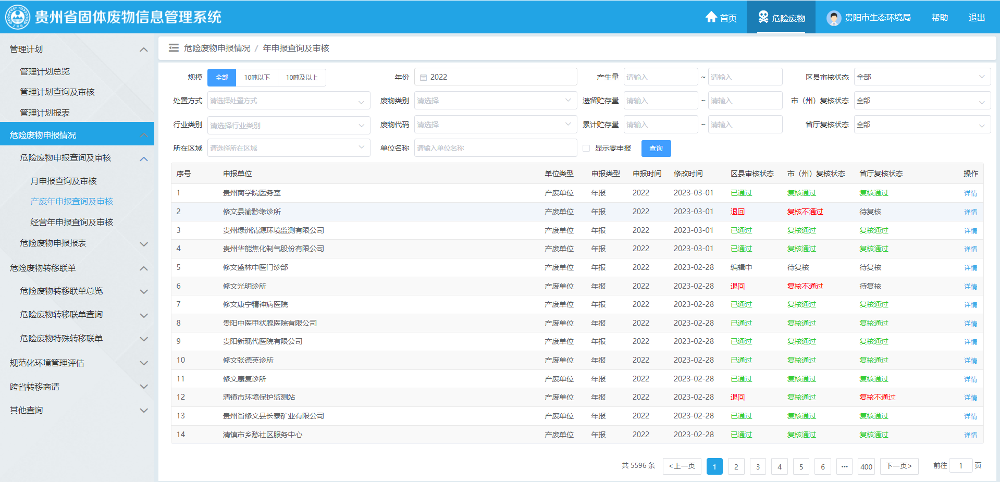 贵州省固体废物信息管理系统
首页
危险废物
贵阳市生态环境局
帮助
退出
管理计划
管理计划总览
管理计划查询及审核
管理计划报表
危险废物申报情况
危险废物申报查询及审核
月申报查询及审核
产废年申报查询及审核
经营年申报查询及审核
危险废物申报报表
危险废物转移联单
危险废物转移联单总览
危险废物转移联单查询
危险废物特殊转移联单
规范化环境管理评估
跨省转移商请
其他查询
危险废物申报情况 / 年申报查询及审核
规模 全部 10吨以下 10吨及以上 年份 2022 产生量 请输入 ~ 请输入 区县审核状态 全部
处置方式 请选择处置方式 废物类别 请选择 遗留贮存量 请输入 ~ 请输入 市（州）复核状态 全部
行业类别 请选择行业类别 废物代码 请选择 累计贮存量 请输入 ~ 请输入 省厅复核状态 全部
所在区域 请选择所在区域 单位名称 请输入单位名称 显示零申报 查询
序号 申报单位 单位类型 申报类型 申报时间 修改时间 区县审核状态 市（州）复核状态 省厅复核状态 操作
1 贵州商学院医务室 产废单位 年报 2022 2023-03-01 已通过 复核通过 复核通过 详情
2 修文县渝黔缘诊所 产废单位 年报 2022 2023-03-01 退回 复核不通过 待复核 详情
3 贵州绿洲清源环境监测有限公司 产废单位 年报 2022 2023-03-01 已通过 复核通过 复核通过 详情
4 贵州华能焦化制气股份有限公司 产废单位 年报 2022 2023-03-01 已通过 复核通过 复核通过 详情
5 修文盛林中医门诊部 产废单位 年报 2022 2023-02-28 编辑中 待复核 待复核 详情
6 修文光明诊所 产废单位 年报 2022 2023-02-28 退回 复核不通过 待复核 详情
7 修文康宁精神病医院 产废单位 年报 2022 2023-02-28 已通过 复核通过 复核通过 详情
8 贵阳中医甲状腺医院有限公司 产废单位 年报 2022 2023-02-28 已通过 复核通过 复核通过 详情
9 贵阳新现代医院有限公司 产废单位 年报 2022 2023-02-28 已通过 复核通过 复核通过 详情
10 修文张德英诊所 产废单位 年报 2022 2023-02-28 已通过 复核通过 复核通过 详情
11 修文康复诊所 产废单位 年报 2022 2023-02-28 已通过 复核通过 复核通过 详情
12 清镇市环境保护监测站 产废单位 年报 2022 2023-02-28 退回 复核通过 复核不通过 详情
13 贵州省修文县长泰矿业有限公司 产废单位 年报 2022 2023-02-28 已通过 复核通过 复核通过 详情
14 清镇市乡愁社区服务中心 产废单位 年报 2022 2023-02-28 已通过 复核通过 复核通过 详情
共 5596 条 <上一页 1 2 3 4 5 6 ··· 400 下一页> 前往 1 页